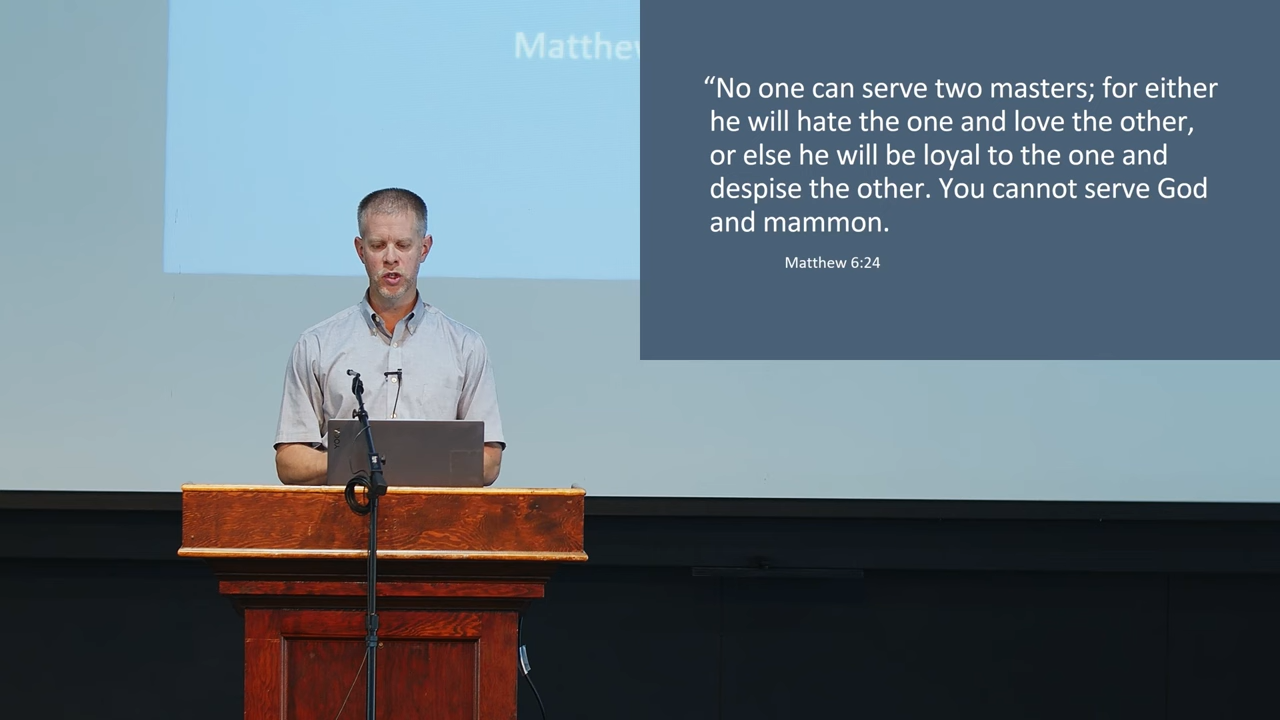 Matthew
“No one can serve two masters; for either
he will hate the one and love the other,
or else he will be loyal to the one and
despise the other. You cannot serve God
and mammon.
Matthew 6:24
YOGA